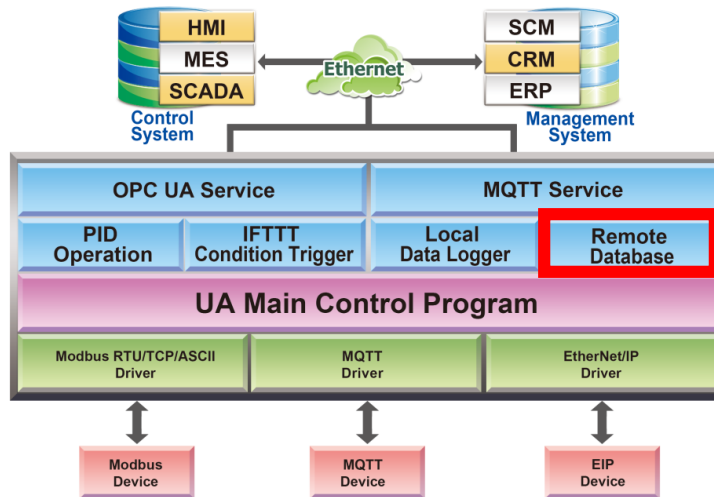 HMI
MES
SCADA
Control
System
Ethernet
SCM
CRM
ERP
Management
System
OPC UA Service
MQTT Service
PID
Operation
IFTTT
Condition Trigger
Local
Data Logger
Remote
Database
UA Main Control Program
Modbus RTU/TCP/ASCII
Driver
MQTT
Driver
EtherNet/IP
Driver
Modbus
Device
MQTT
Device
EIP
Device